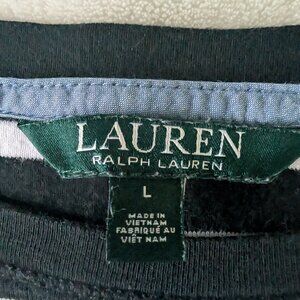 LAUREN
RALPH LAUREN
L
MADE IN
VIETNAM
FABRIQUÉ AU
VIÊT NAM